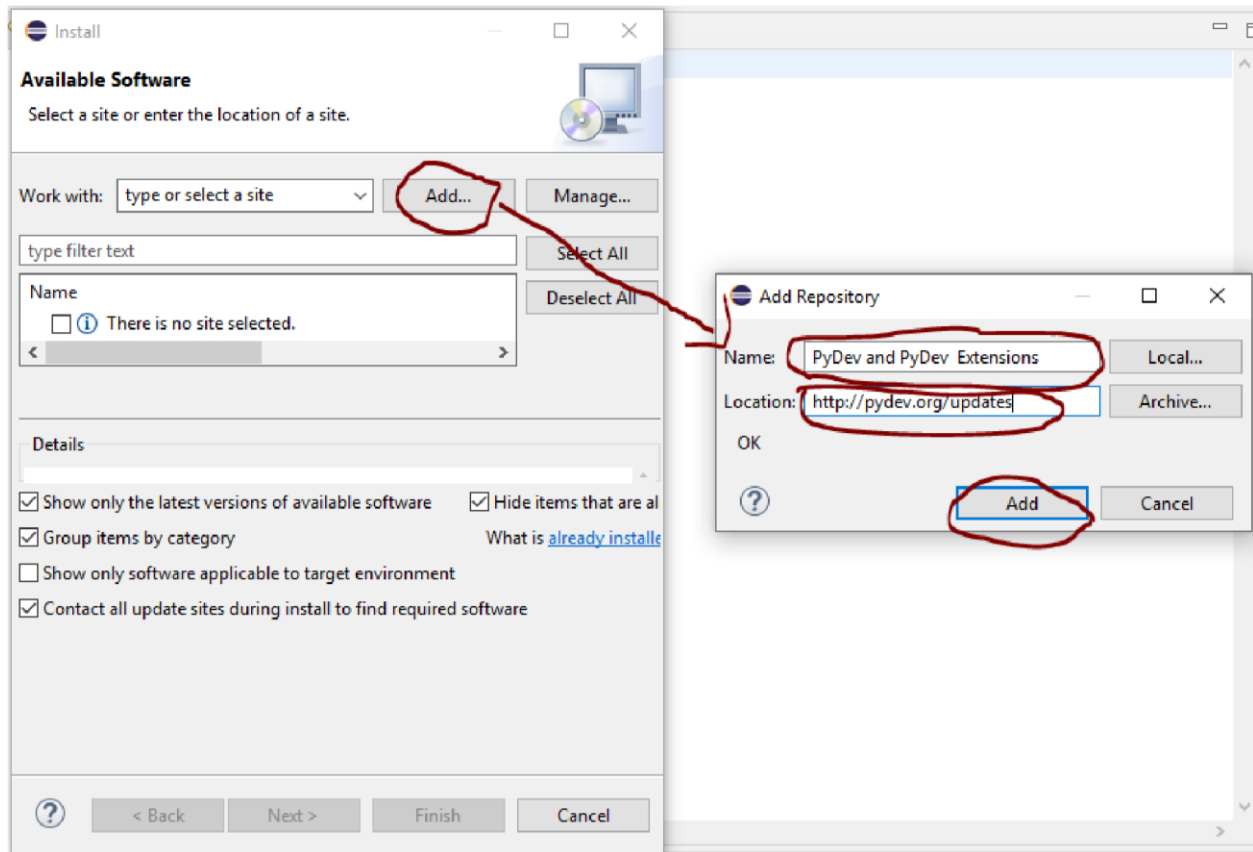 Install
Available Software
Select a site or enter the location of a site.
Work with: type or select a site Add... Manage...
type filter text Select All
Name Deselect All
There is no site selected.
Details
Show only the latest versions of available software Hide items that are al
Group items by category What is already installe
Show only software applicable to target environment
Contact all update sites during install to find required software
< Back Next > Finish Cancel
Add Repository
Name: PyDev and PyDev Extensions Local...
Location: http://pydev.org/updates Archive...
OK
Add Cancel